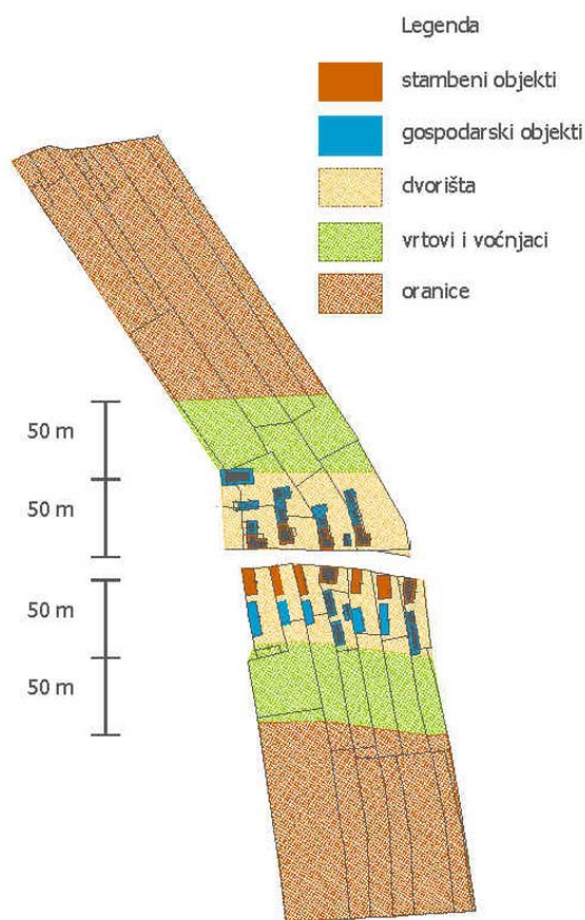 Legenda
stambeni objekti
gospodarski objekti
dvorišta
vrtovi i voćnjaci
oranice
50 m
50 m
50 m
50 m